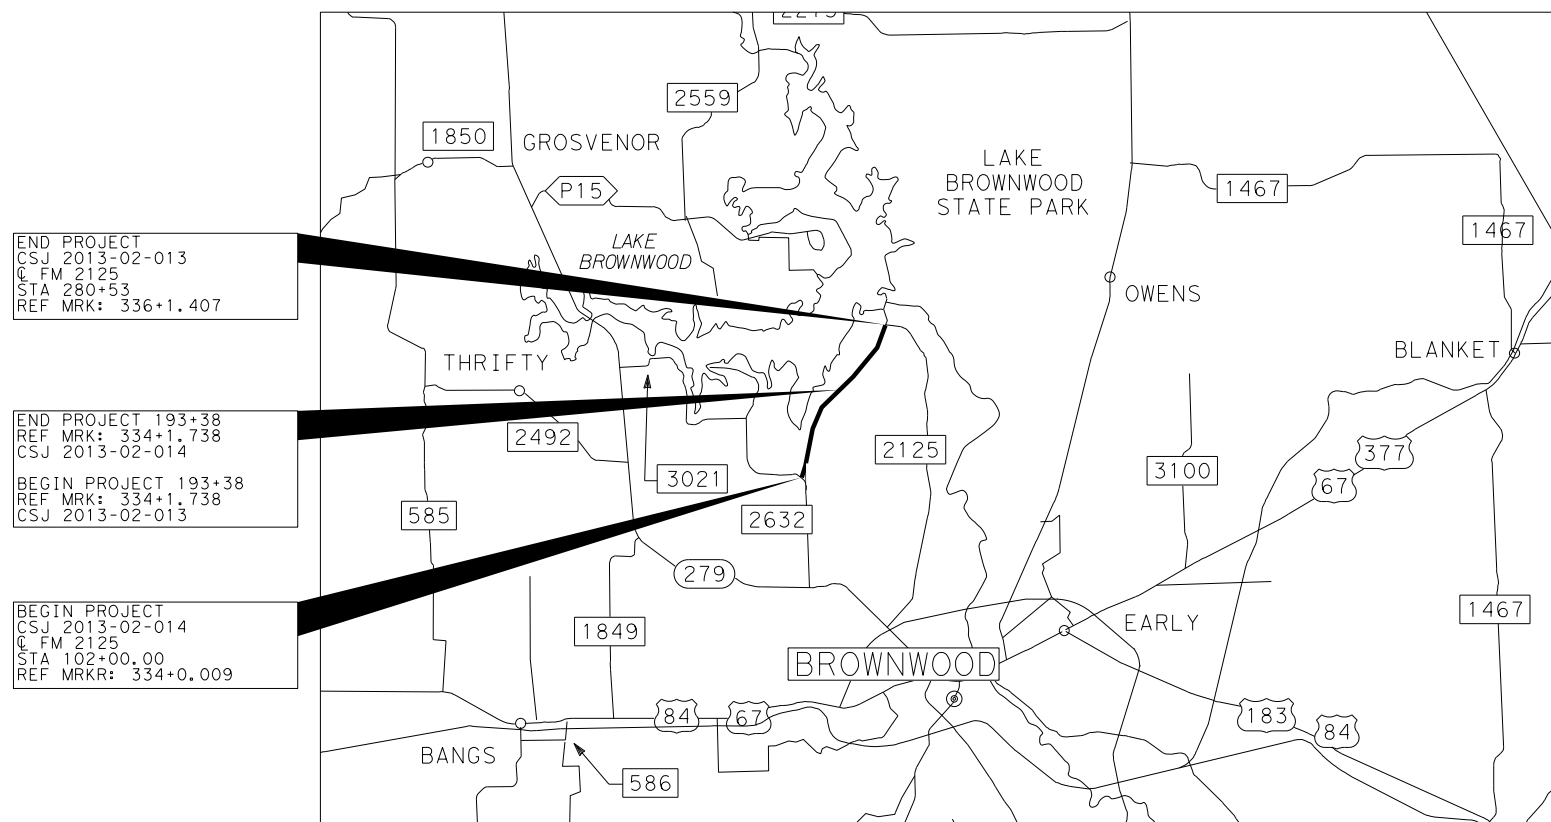 2559
1850
GROSVENOR
P15
LAKE
BROWNWOOD
STATE PARK
1467
1467
END PROJECT
CSJ 2013-02-013
℄ FM 2125
STA 280+53
REF MRK: 336+1.407
LAKE
BROWNWOOD
OWENS
BLANKET
THRIFTY
END PROJECT 193+38
REF MRK: 334+1.738
CSJ 2013-02-014
BEGIN PROJECT 193+38
REF MRK: 334+1.738
CSJ 2013-02-013
2492
2125
377
3021
3100
67
585
2632
279
BEGIN PROJECT
CSJ 2013-02-014
℄ FM 2125
STA 102+00.00
REF MRKR: 334+0.009
1849
EARLY
1467
BROWNWOOD
84
67
183
84
BANGS
586